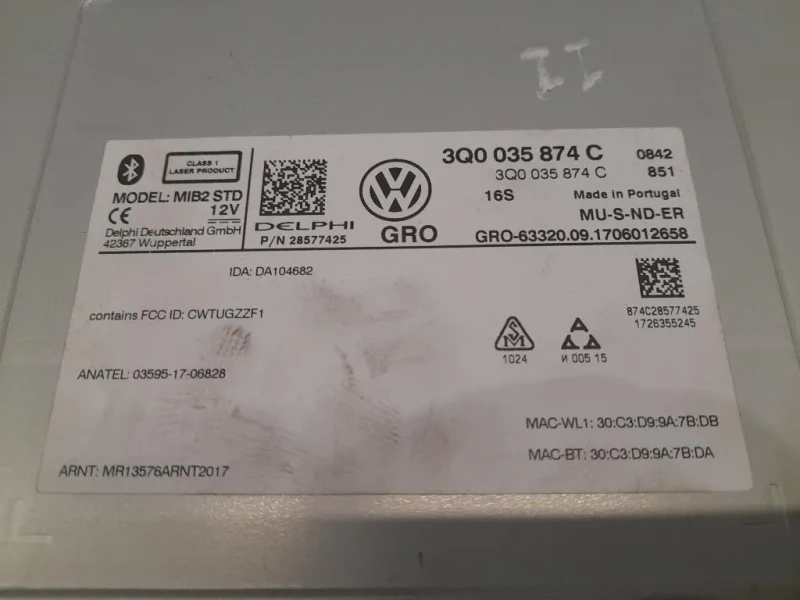 II
CLASS 1
LASER PRODUCT
MODEL: MIB2 STD
12V
Delphi Deutschland GmbH
42367 Wuppertal
DELPHI
P/N 28577425
VW
GRO
3Q0 035 874 C 0842
3Q0 035 874 C 851
16S Made in Portugal
MU-S-ND-ER
GRO-63320.09.1706012658
IDA: DA104682
contains FCC ID: CWTUGZZF1
ANATEL: 03595-17-06828
ARNT: MR13576ARNT2017
874C28577425
1726355245
1024
И 005 15
MAC-WL1: 30:C3:D9:9A:7B:DB
MAC-BT: 30:C3:D9:9A:7B:DA